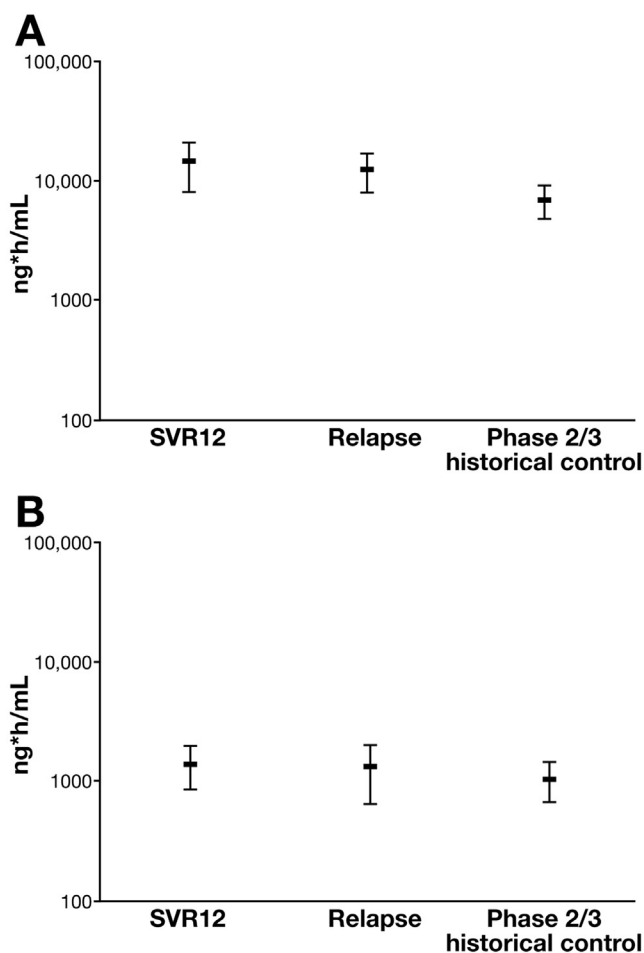 A
100,000
10,000
1000
100
ng*h/mL
SVR12
Relapse
Phase 2/3
historical control
B
100,000
10,000
1000
100
ng*h/mL
SVR12
Relapse
Phase 2/3
historical control